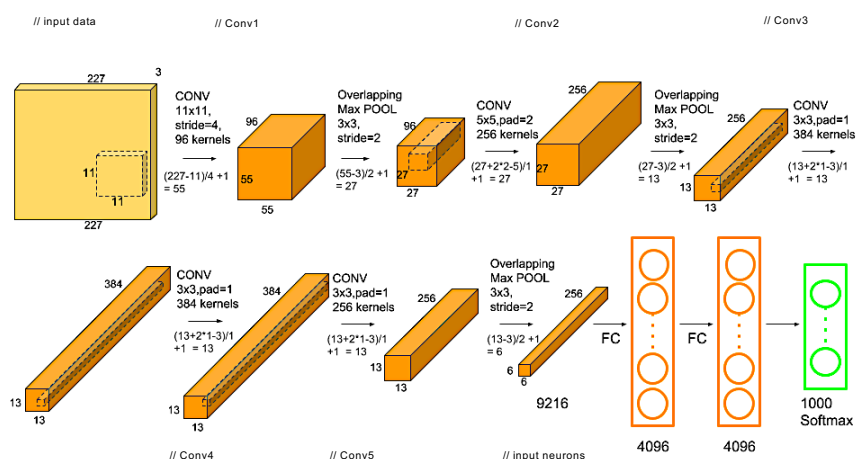 // input data
// Conv1
// Conv2
// Conv3
227
3
11
11
227
CONV
11x11,
stride=4,
96 kernels
(227-11)/4 +1
= 55
96
55
55
Overlapping
Max POOL
3x3,
stride=2
(55-3)/2 +1
= 27
96
27
27
CONV
5x5,pad=2
256 kernels
(27+2*2-5)/1
+1 = 27
256
27
27
Overlapping
Max POOL
3x3,
stride=2
(27-3)/2 +1
= 13
256
13
13
CONV
3x3,pad=1
384 kernels
(13+2*1-3)/1
+1 = 13
384
13
13
CONV
3x3,pad=1
384 kernels
(13+2*1-3)/1
+1 = 13
384
13
13
CONV
3x3,pad=1
256 kernels
(13+2*1-3)/1
+1 = 13
256
13
13
Overlapping
Max POOL
3x3,
stride=2
(13-3)/2 +1
= 6
256
6
6
9216
FC
4096
FC
4096
1000
Softmax
// Conv4
// Conv5
// input neurons